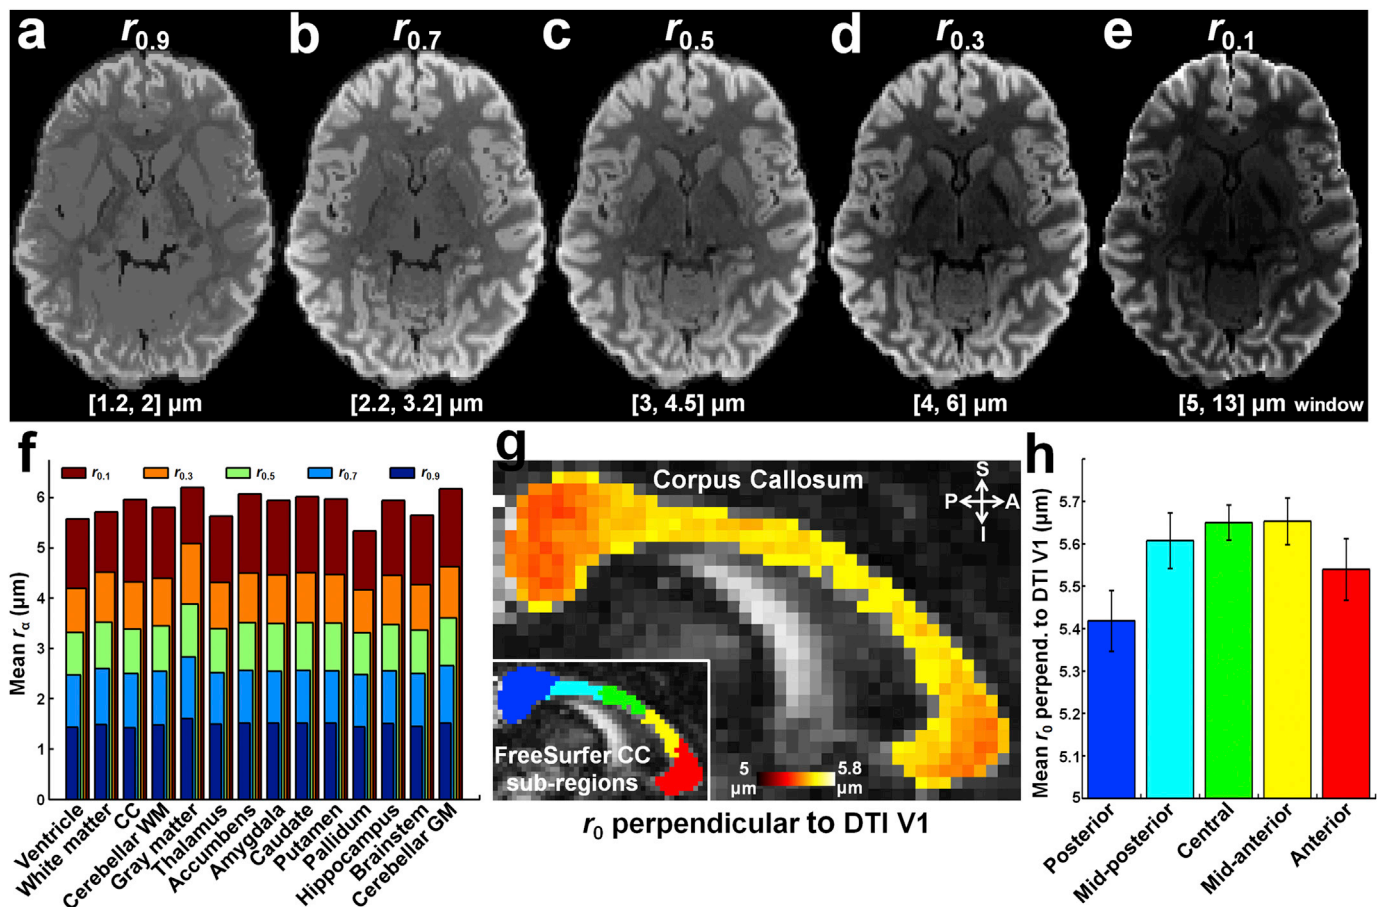 a b c d e
r0.9 r0.7 r0.5 r0.3 r0.1
[1.2, 2] µm [2.2, 3.2] µm [3, 4.5] µm [4, 6] µm [5, 13] µm window
f
r0.1 r0.3 r0.5 r0.7 r0.9
Mean rα (µm)
6
5
4
3
2
1
0
Ventricle
White matter
CC
Cerebellar WM
Gray matter
Thalamus
Accumbens
Amygdala
Caudate
Putamen
Pallidum
Hippocampus
Brainstem
Cerebellar GM
g
Corpus Callosum
S
P A
I
FreeSurfer CC
sub-regions
5 5.8
µm µm
r0 perpendicular to DTI V1
h
Mean r0 perpend. to DTI V1 (µm)
5.7
5.6
5.5
5.4
5.3
5.2
5.1
5
Posterior
Mid-posterior
Central
Mid-anterior
Anterior